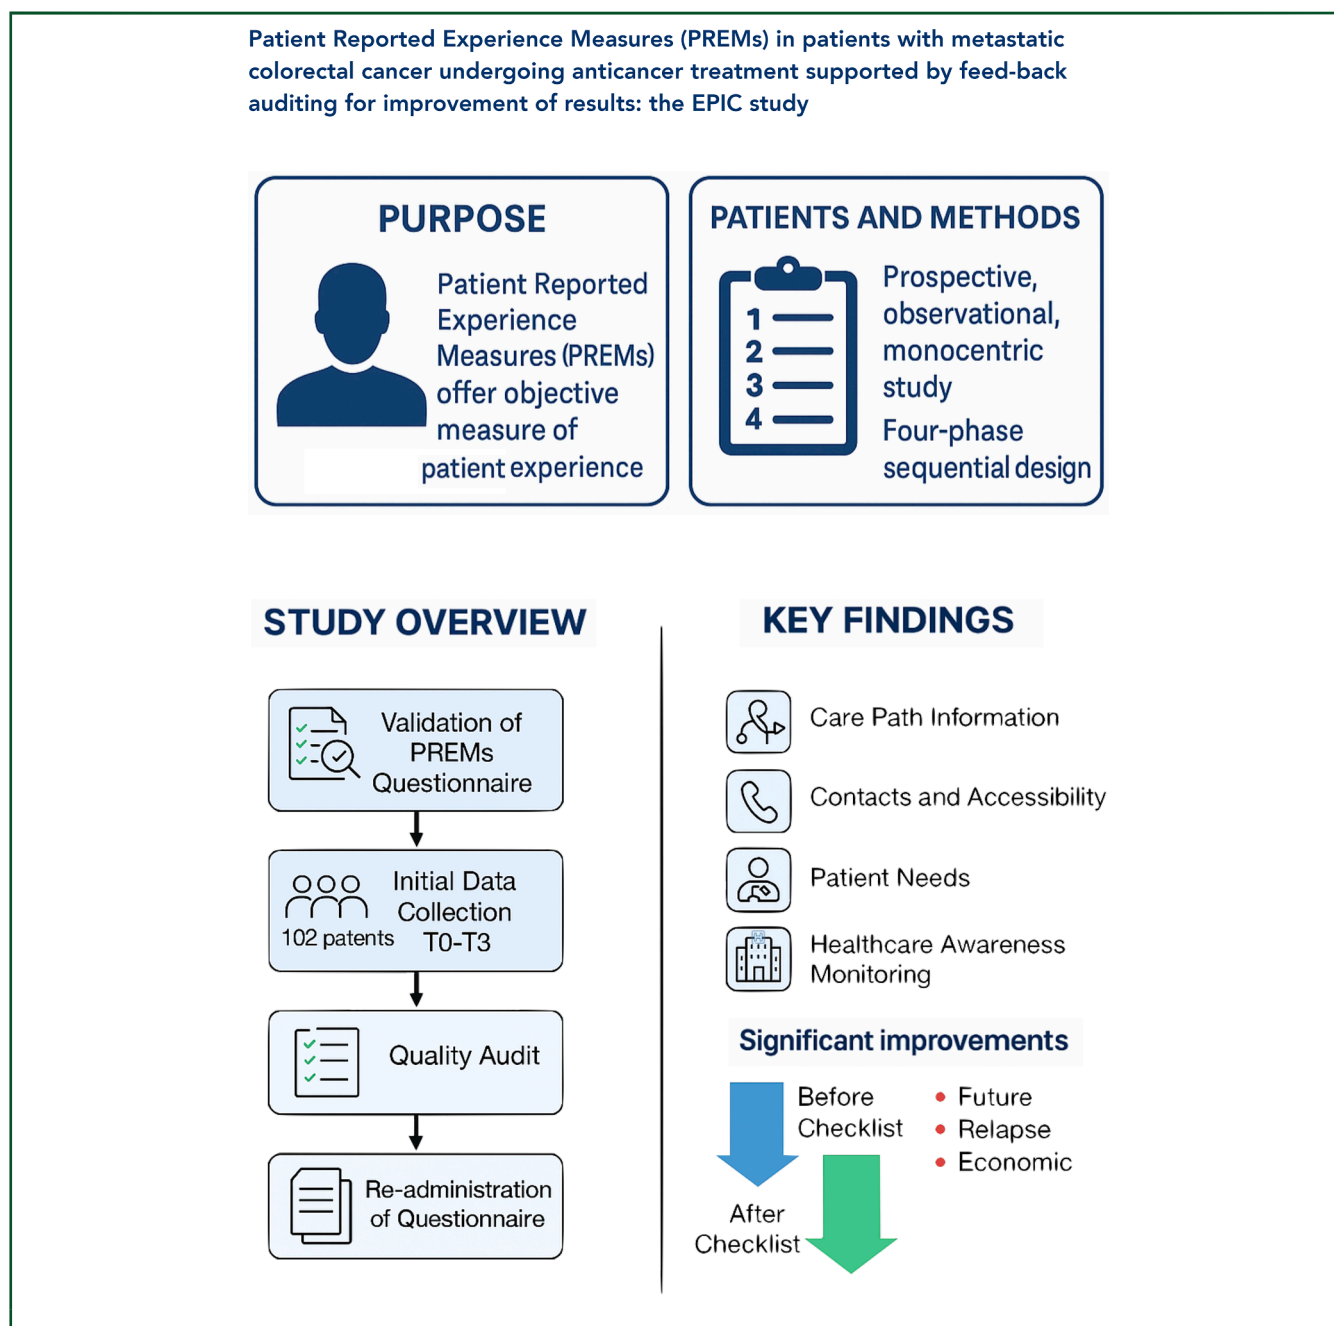 Patient Reported Experience Measures (PREMs) in patients with metastatic
colorectal cancer undergoing anticancer treatment supported by feed-back
auditing for improvement of results: the EPIC study
PURPOSE
Patient Reported
Experience
Measures (PREMs)
offer objective
measure of
patient experience
PATIENTS AND METHODS
1
2
3
4
Prospective,
observational,
monocentric
study
Four-phase
sequential design
STUDY OVERVIEW
Validation of
PREMs
Questionnaire
Initial Data
Collection
102 patents T0-T3
Quality Audit
Re-administration
of Questionnaire
KEY FINDINGS
Care Path Information
Contacts and Accessibility
Patient Needs
Healthcare Awareness
Monitoring
Significant improvements
Before
Checklist
After
Checklist
• Future
• Relapse
• Economic